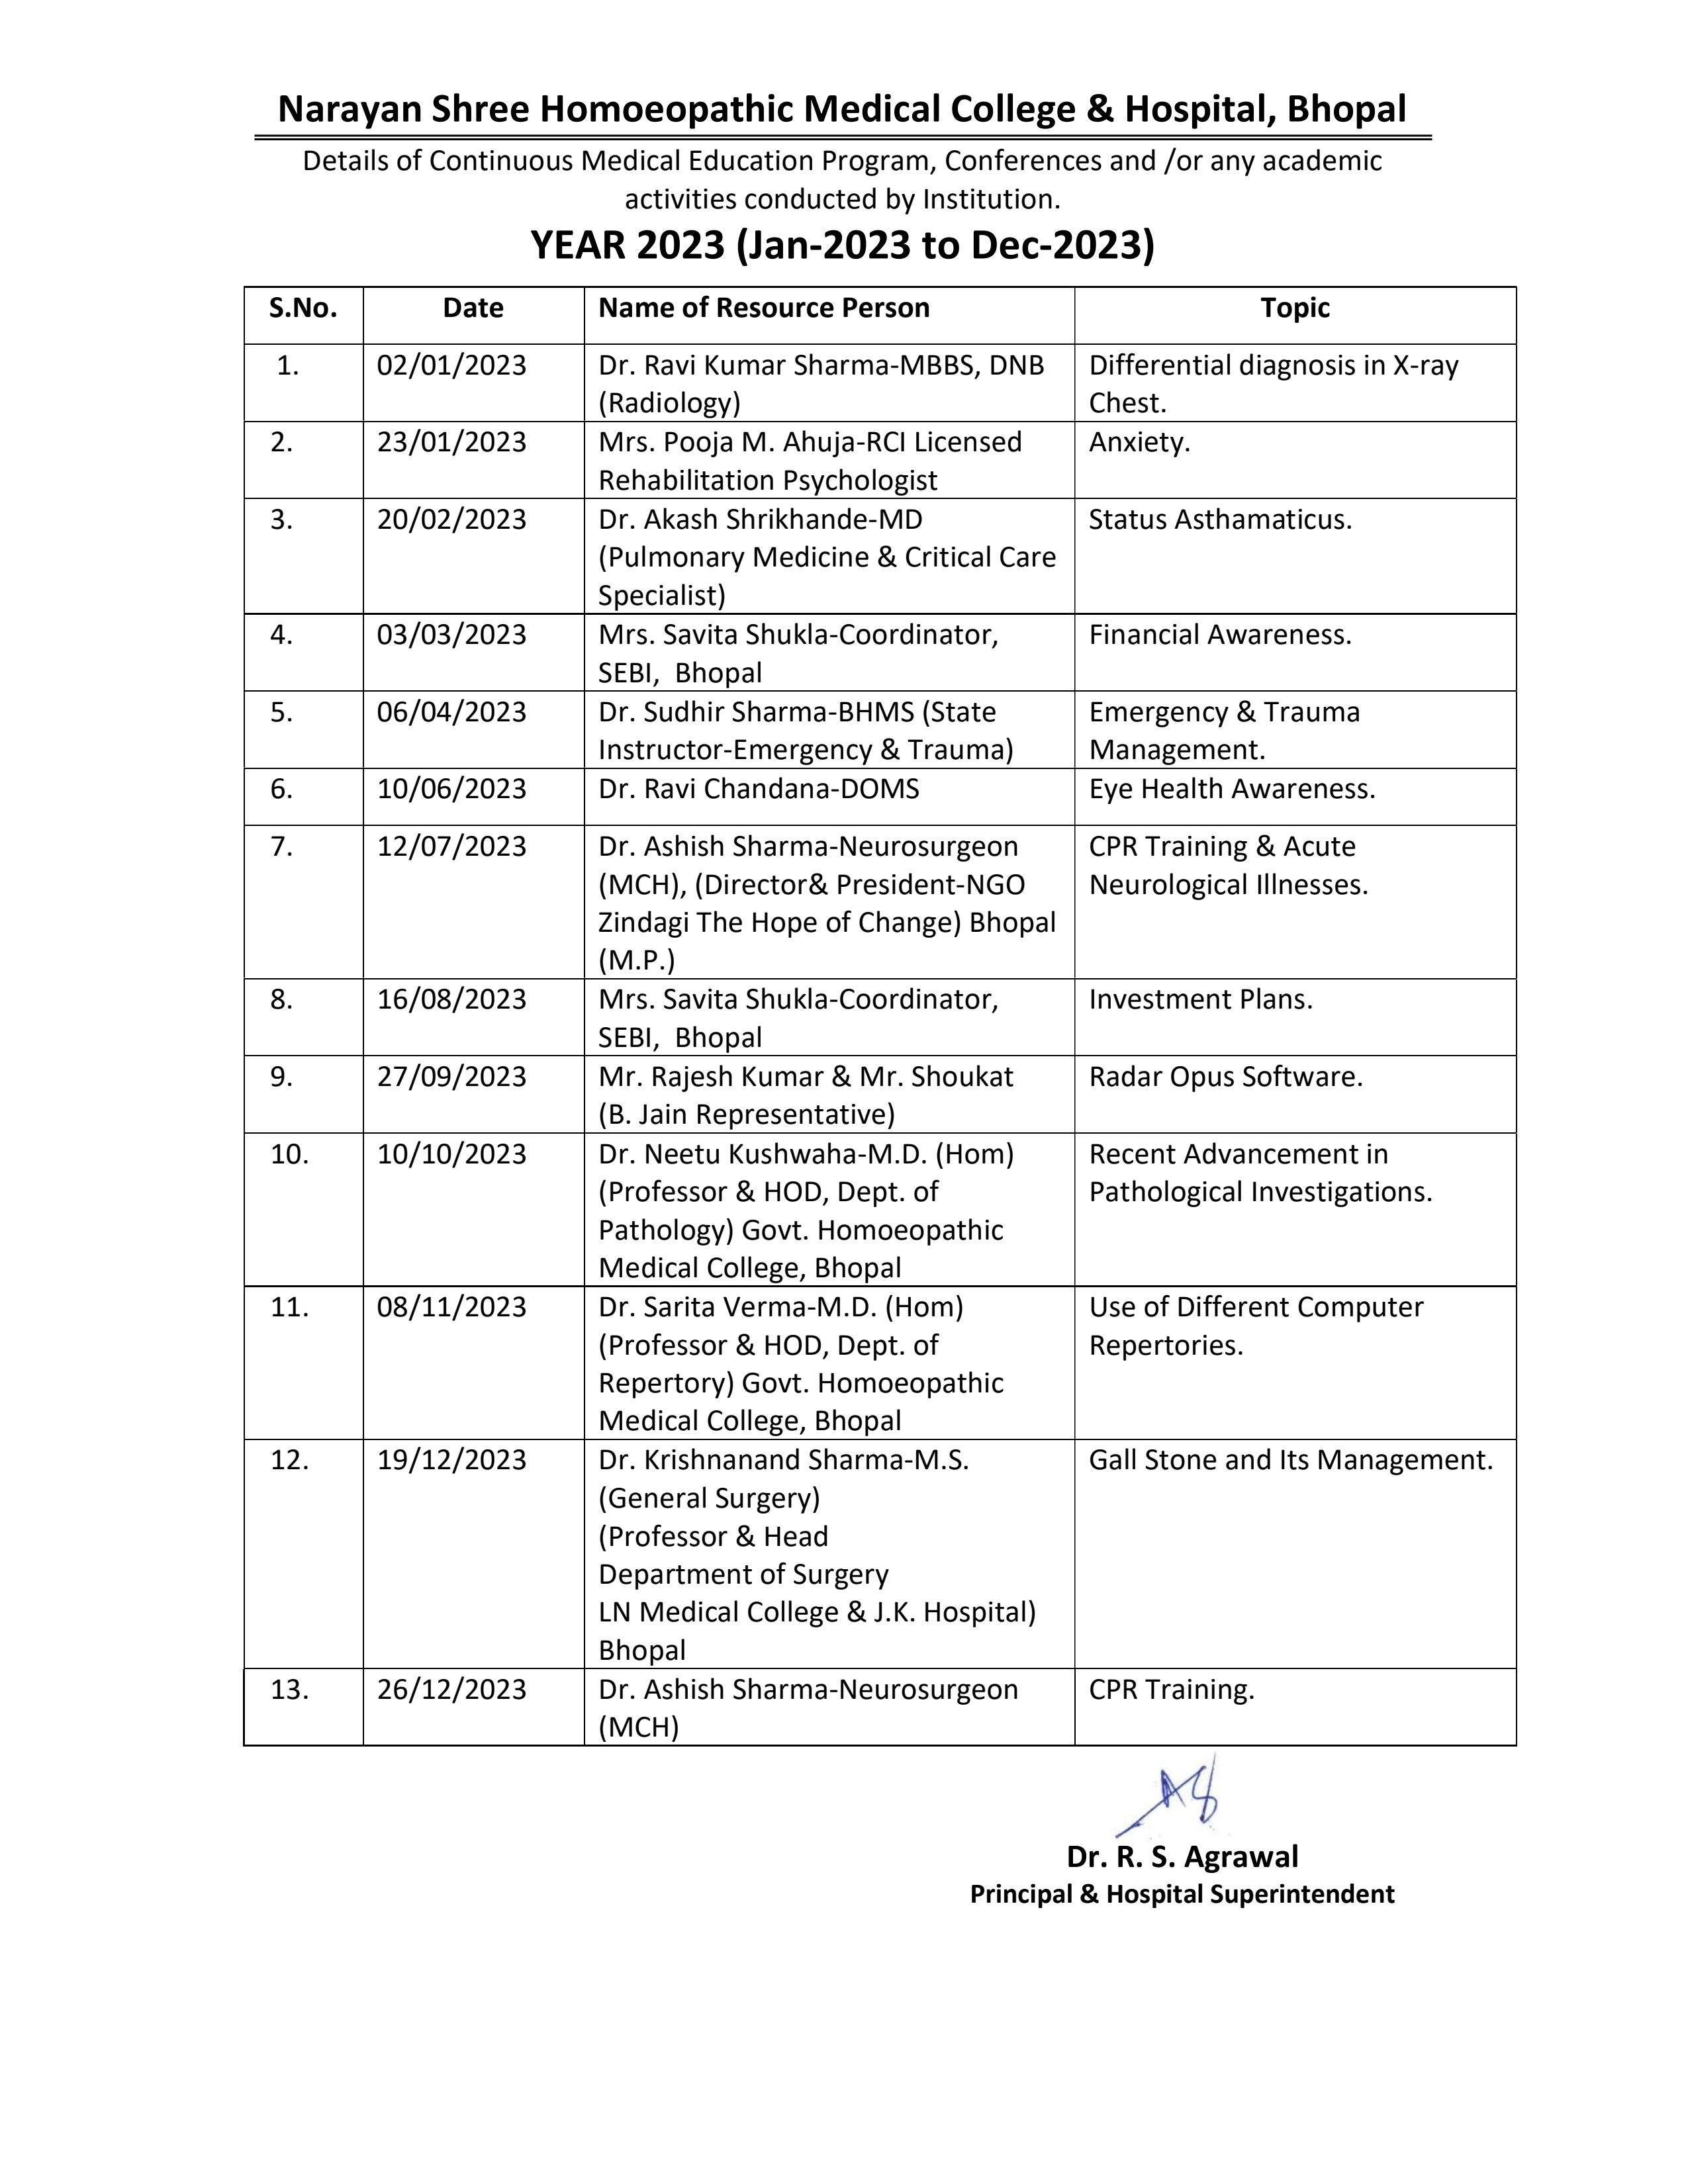 Narayan Shree Homoeopathic Medical College & Hospital, Bhopal
Details of Continuous Medical Education Program, Conferences and /or any academic
activities conducted by Institution.
YEAR 2023 (Jan-2023 to Dec-2023)
S.No. Date Name of Resource Person Topic
1. 02/01/2023 Dr. Ravi Kumar Sharma-MBBS, DNB Differential diagnosis in X-ray
(Radiology) Chest.
2. 23/01/2023 Mrs. Pooja M. Ahuja-RCI Licensed Anxiety.
Rehabilitation Psychologist
3. 20/02/2023 Dr. Akash Shrikhande-MD Status Asthamaticus.
(Pulmonary Medicine & Critical Care
Specialist)
4. 03/03/2023 Mrs. Savita Shukla-Coordinator, Financial Awareness.
SEBI, Bhopal
5. 06/04/2023 Dr. Sudhir Sharma-BHMS (State Emergency & Trauma
Instructor-Emergency & Trauma) Management.
6. 10/06/2023 Dr. Ravi Chandana-DOMS Eye Health Awareness.
7. 12/07/2023 Dr. Ashish Sharma-Neurosurgeon CPR Training & Acute
(MCH), (Director& President-NGO Neurological Illnesses.
Zindagi The Hope of Change) Bhopal
(M.P.)
8. 16/08/2023 Mrs. Savita Shukla-Coordinator, Investment Plans.
SEBI, Bhopal
9. 27/09/2023 Mr. Rajesh Kumar & Mr. Shoukat Radar Opus Software.
(B. Jain Representative)
10. 10/10/2023 Dr. Neetu Kushwaha-M.D. (Hom) Recent Advancement in
(Professor & HOD, Dept. of Pathological Investigations.
Pathology) Govt. Homoeopathic
Medical College, Bhopal
11. 08/11/2023 Dr. Sarita Verma-M.D. (Hom) Use of Different Computer
(Professor & HOD, Dept. of Repertories.
Repertory) Govt. Homoeopathic
Medical College, Bhopal
12. 19/12/2023 Dr. Krishnanand Sharma-M.S. Gall Stone and Its Management.
(General Surgery)
(Professor & Head
Department of Surgery
LN Medical College & J.K. Hospital)
Bhopal
13. 26/12/2023 Dr. Ashish Sharma-Neurosurgeon CPR Training.
(MCH)
Dr. R. S. Agrawal
Principal & Hospital Superintendent